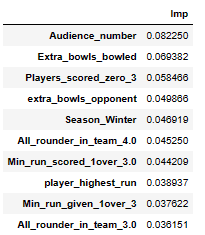 Imp
Audience_number 0.082250
Extra_bowls_bowled 0.069382
Players_scored_zero_3 0.058466
extra_bowls_opponent 0.049866
Season_Winter 0.046919
All_rounder_in_team_4.0 0.045250
Min_run_scored_1over_3.0 0.044209
player_highest_run 0.038937
Min_run_given_1over_3 0.037622
All_rounder_in_team_3.0 0.036151